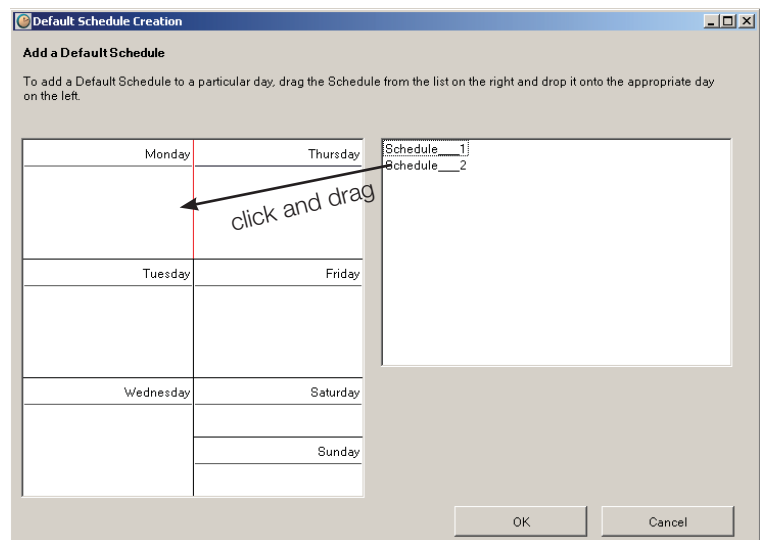 Default Schedule Creation
Add a Default Schedule
To add a Default Schedule to a particular day, drag the Schedule from the list on the right and drop it onto the appropriate day
on the left.
Monday
Thursday
Schedule___1
Schedule___2
click and drag
Tuesday
Friday
Wednesday
Saturday
Sunday
OK
Cancel